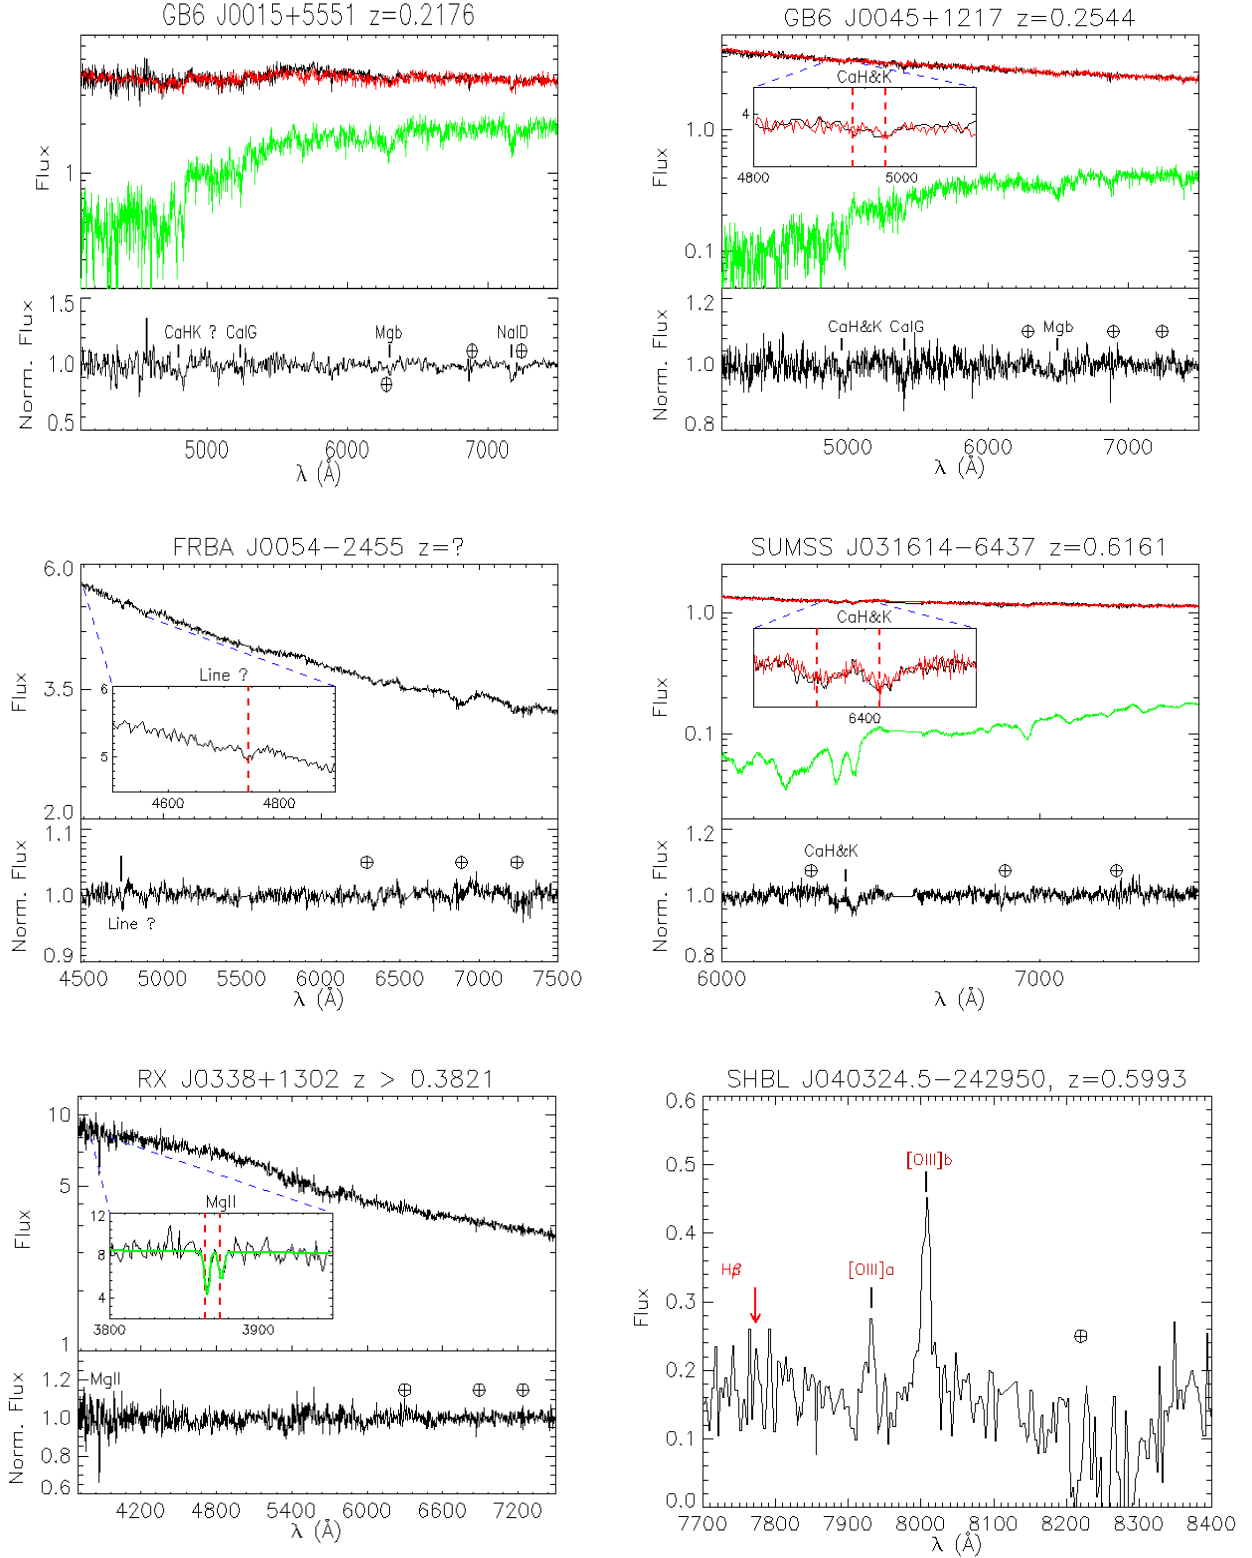 GB6 J0015+5551 z=0.2176
Flux
1
CaHK ?
CaIG
Mgb
NaID
Norm. Flux
1.5
1.0
0.5
5000 6000 7000
λ (Å)
GB6 J0045+1217 z=0.2544
Flux
1.0
0.1
CaH&K
4
4800 5000
CaH&K
CaIG
Mgb
Norm. Flux
1.2
1.0
0.8
5000 6000 7000
λ (Å)
FRBA J0054−2455 z=?
Flux
6.0
3.5
2.0
Line ?
6
5
4600 4800
Line ?
Norm. Flux
1.1
1.0
0.9
4500 5000 5500 6000 6500 7000 7500
λ (Å)
SUMSS J031614−6437 z=0.6161
Flux
1.0
0.1
CaH&K
6400
CaH&K
Norm. Flux
1.2
1.0
0.8
6000 7000
λ (Å)
RX J0338+1302 z > 0.3821
Flux
10
5
1
MgII
12
8
4
3800 3900
MgII
Norm. Flux
1.2
1.0
0.8
0.6
4200 4800 5400 6000 6600 7200
λ (Å)
SHBL J040324.5−242950, z=0.5993
Flux
0.6
0.5
0.4
0.3
0.2
0.1
0.0
Hβ
[OIII]a
[OIII]b
7700 7800 7900 8000 8100 8200 8300 8400
λ (Å)